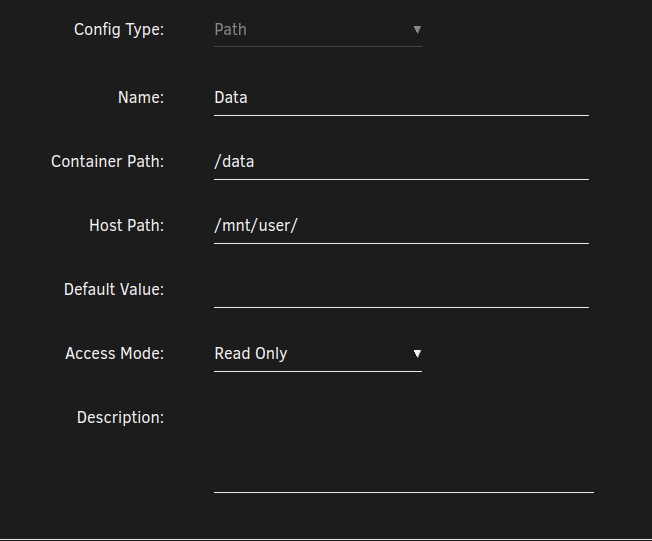 Config Type: Path ▼
Name: Data
Container Path: /data
Host Path: /mnt/user/
Default Value:
Access Mode: Read Only ▼
Description: